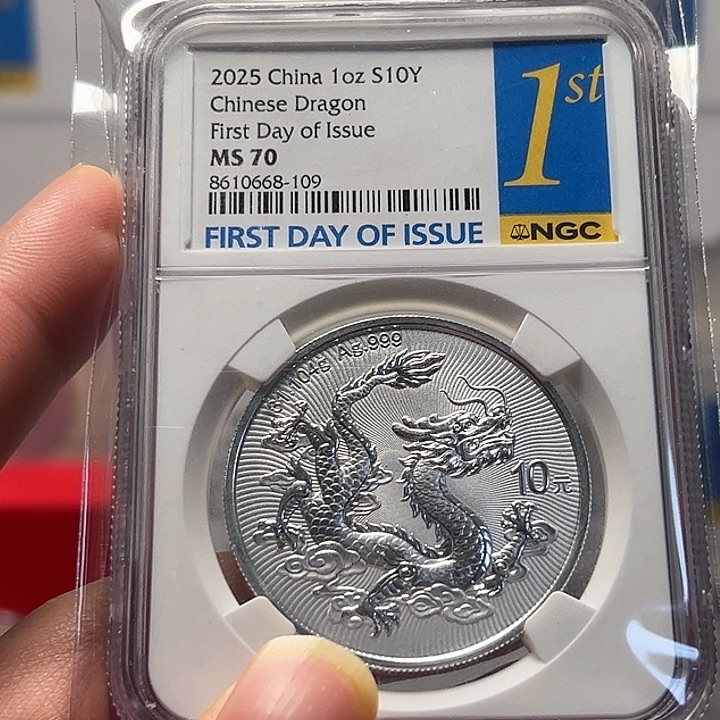 2025 China 1oz S10Y
Chinese Dragon
First Day of Issue
MS 70
8610668-109
FIRST DAY OF ISSUE
1st
NGC
Ag.999
10元